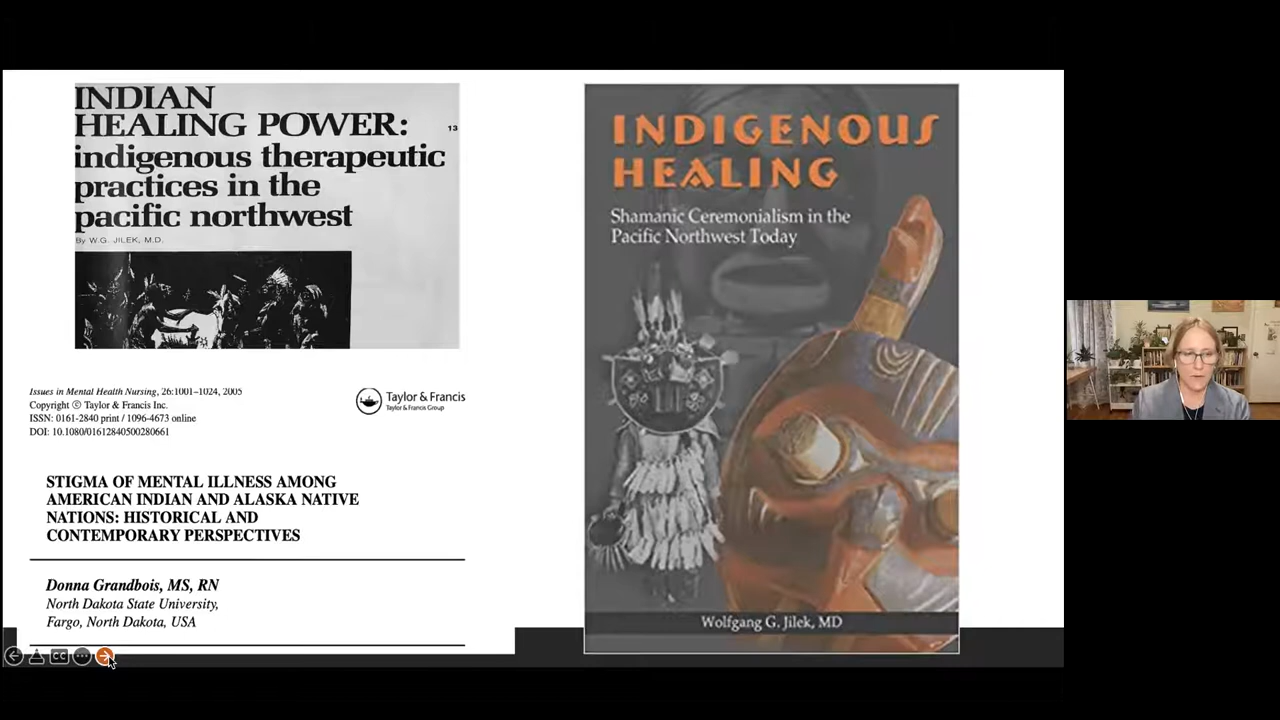 INDIAN
HEALING POWER:
13
indigenous therapeutic
practices in the
pacific northwest
By W.G. JILEK, M.D.
Issues in Mental Health Nursing, 26:1001–1024, 2005
Copyright © Taylor & Francis Inc.
ISSN: 0161-2840 print / 1096-4673 online
DOI: 10.1080/01612840500280661
Taylor & Francis
Taylor & Francis Group
STIGMA OF MENTAL ILLNESS AMONG
AMERICAN INDIAN AND ALASKA NATIVE
NATIONS: HISTORICAL AND
CONTEMPORARY PERSPECTIVES
Donna Grandbois, MS, RN
North Dakota State University,
Fargo, North Dakota, USA
CC
INDIGENOUS
HEALING
Shamanic Ceremonialism in the
Pacific Northwest Today
Wolfgang G. Jilek, MD